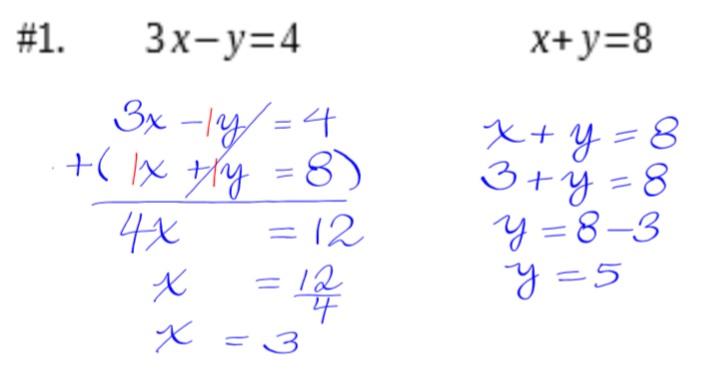 #1. 3x−y=4 x+y=8
3x −1y = 4
+( 1x +1y = 8)
4x = 12
x = 12/4
x = 3
x + y = 8
3 + y = 8
y = 8−3
y = 5